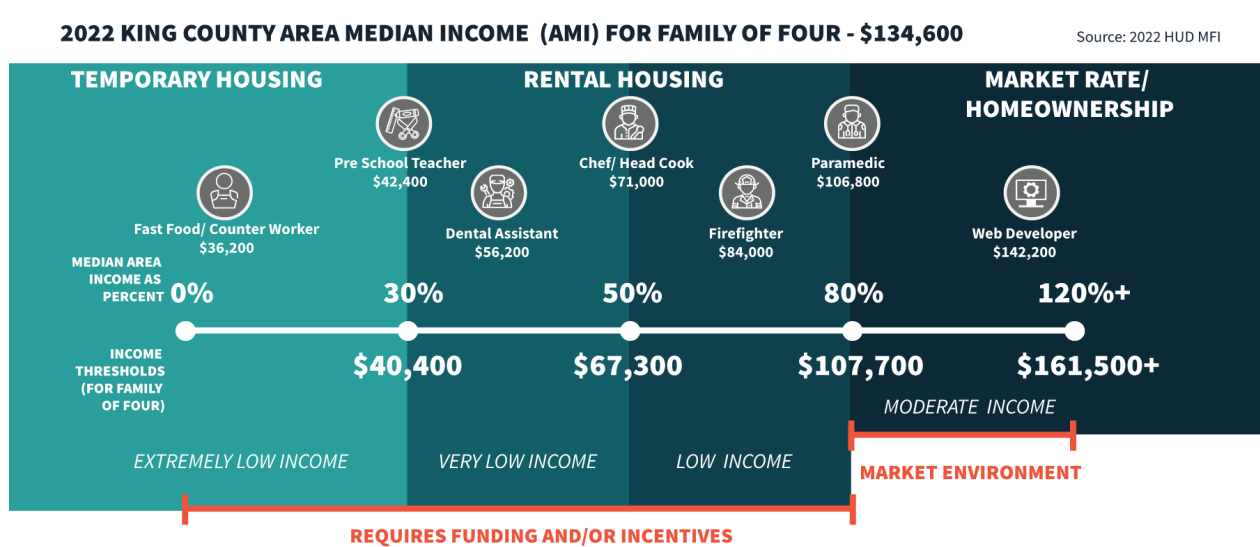 2022 KING COUNTY AREA MEDIAN INCOME (AMI) FOR FAMILY OF FOUR - $134,600
Source: 2022 HUD MFI
TEMPORARY HOUSING
RENTAL HOUSING
MARKET RATE/
HOMEOWNERSHIP
Pre School Teacher
$42,400
Chef/ Head Cook
$71,000
Paramedic
$106,800
Fast Food/ Counter Worker
$36,200
Dental Assistant
$56,200
Firefighter
$84,000
Web Developer
$142,200
MEDIAN AREA
INCOME AS
PERCENT
0%
30%
50%
80%
120%+
INCOME
THRESHOLDS
(FOR FAMILY
OF FOUR)
$40,400
$67,300
$107,700
$161,500+
MODERATE INCOME
EXTREMELY LOW INCOME
VERY LOW INCOME
LOW INCOME
MARKET ENVIRONMENT
REQUIRES FUNDING AND/OR INCENTIVES